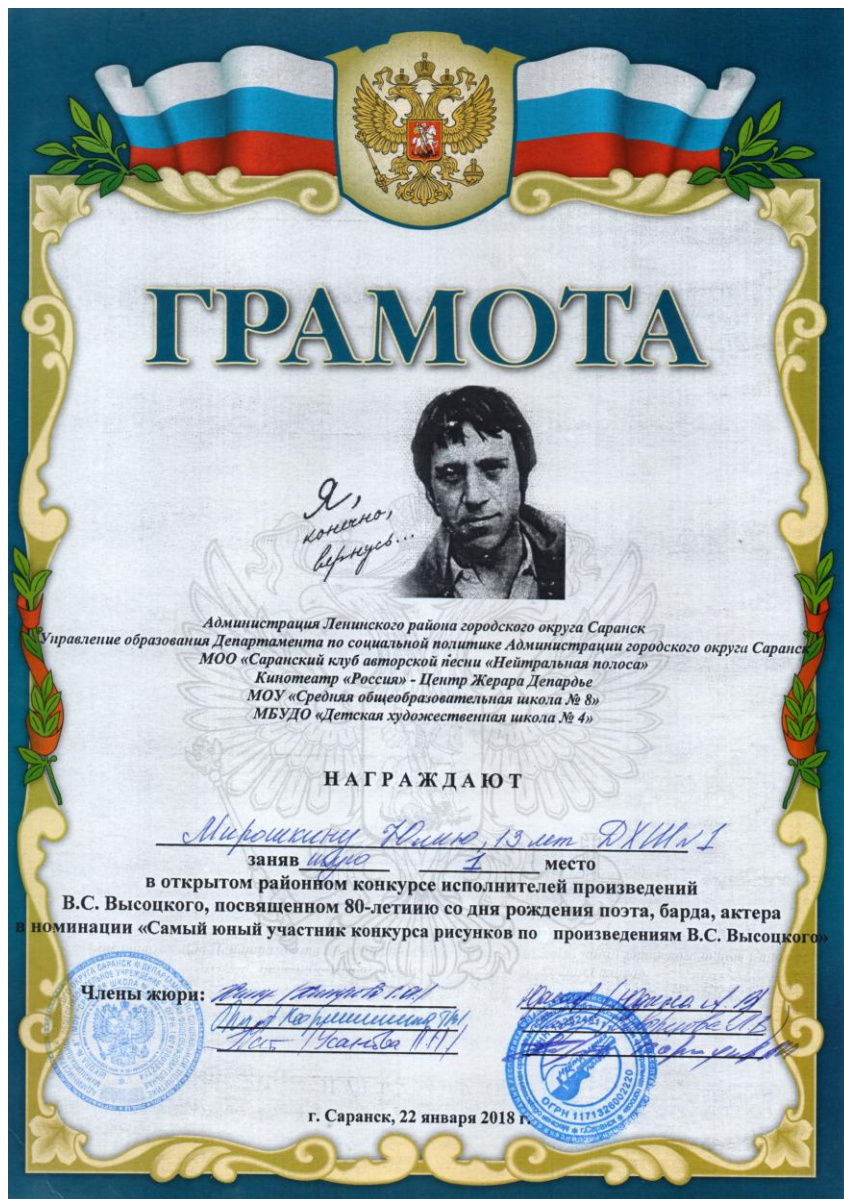 ГРАМОТА
Я,
конечно,
вернусь...
Администрация Ленинского района городского округа Саранск
Управление образования Департамента по социальной политике Администрации городского округа Саранск
МОО «Саранский клуб авторской песни «Нейтральная полоса»
Кинотеатр «Россия» - Центр Жерара Депардье
МОУ «Средняя общеобразовательная школа № 8»
МБУДО «Детская художественная школа № 4»
НАГРАЖДАЮТ
Мирошкину Юлию, 13 лет ДХШ №1
заняв 1 место
в открытом районном конкурсе исполнителей произведений
В.С. Высоцкого, посвященном 80-летиию со дня рождения поэта, барда, актера
в номинации «Самый юный участник конкурса рисунков по произведениям В.С. Высоцкого»
Члены жюри:
ОГРН 1171326002220
г. Саранск, 22 января 2018 г.